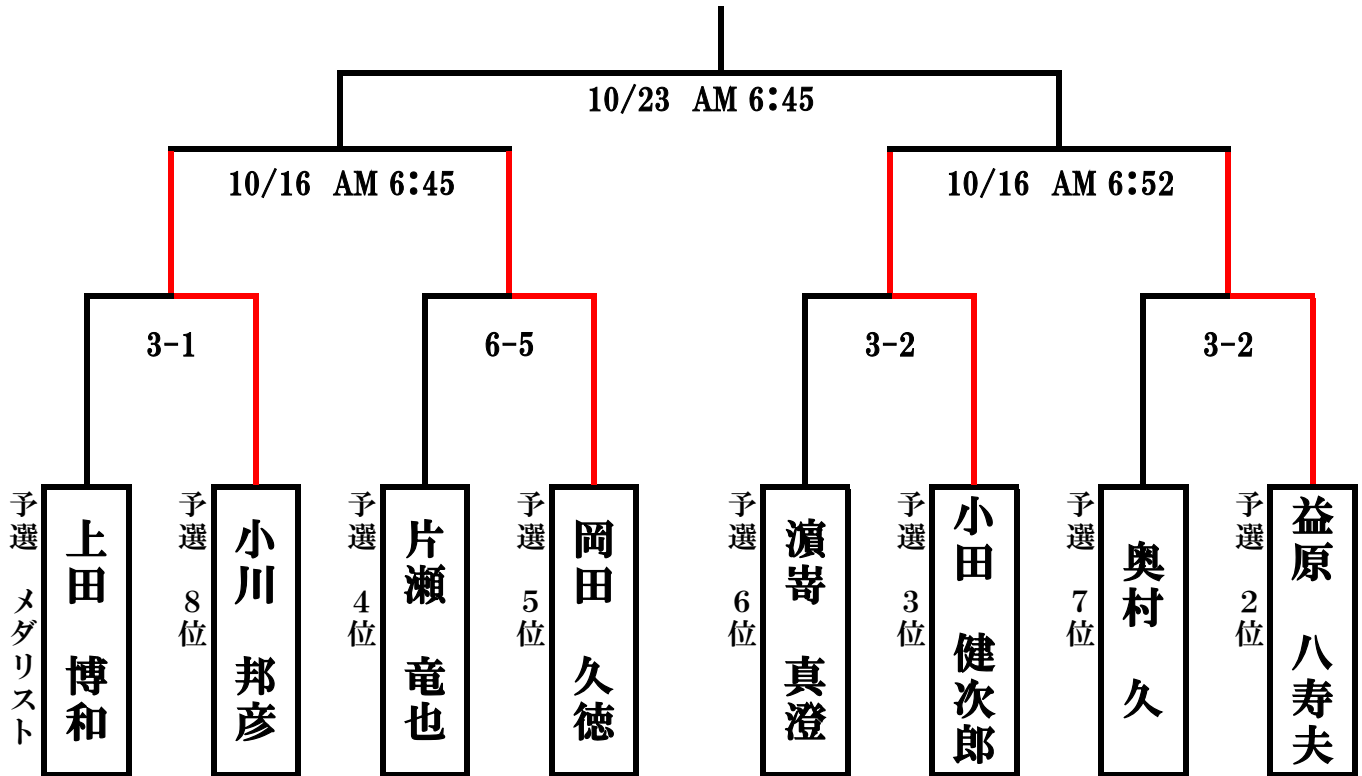 10/23 AM 6:45
10/16 AM 6:45
10/16 AM 6:52
3-1
6-5
3-2
3-2
予選 メダリスト
上田 博和
予選 8位
小川 邦彦
予選 4位
片瀬 竜也
予選 5位
岡田 久徳
予選 6位
濵嵜 真澄
予選 3位
小田 健次郎
予選 7位
奥村 久
予選 2位
益原 八寿夫